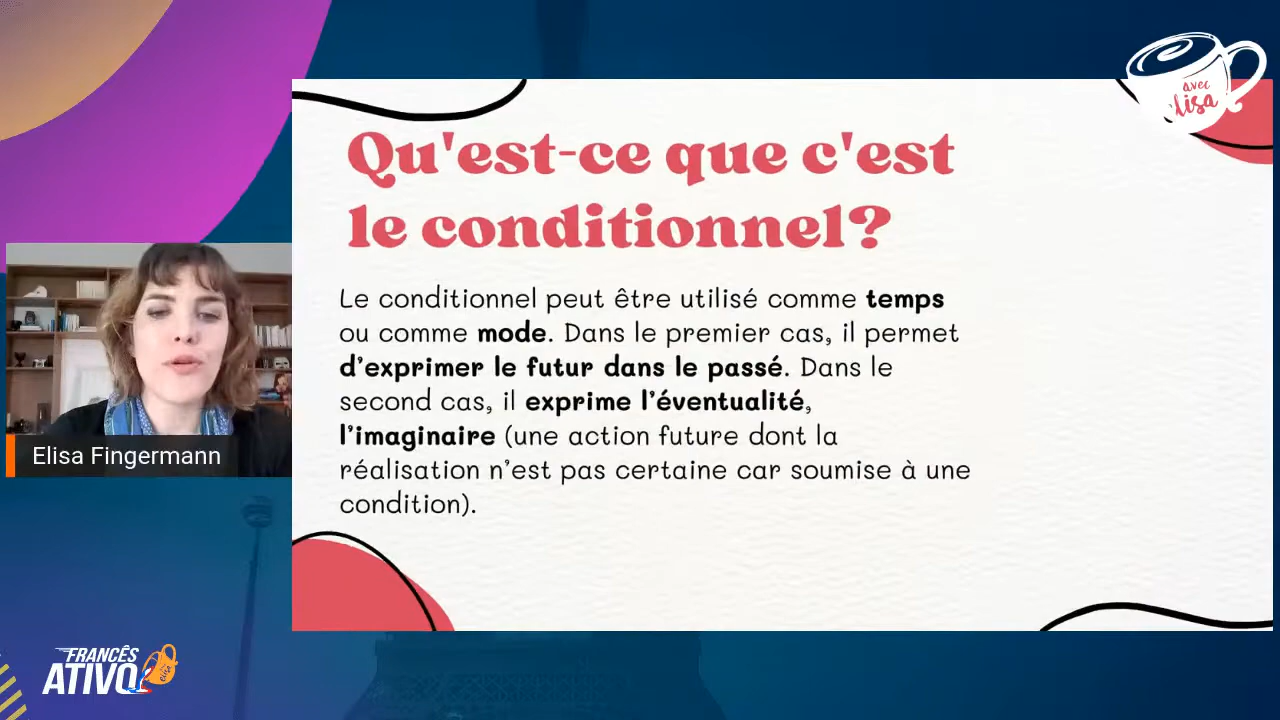 avec
elisa
Qu'est-ce que c'est
le conditionnel?
Le conditionnel peut être utilisé comme temps
ou comme mode. Dans le premier cas, il permet
d'exprimer le futur dans le passé. Dans le
second cas, il exprime l'éventualité,
l'imaginaire (une action future dont la
réalisation n'est pas certaine car soumise à une
condition).
Elisa Fingermann
FRANCÊS
ATIVO
elisa